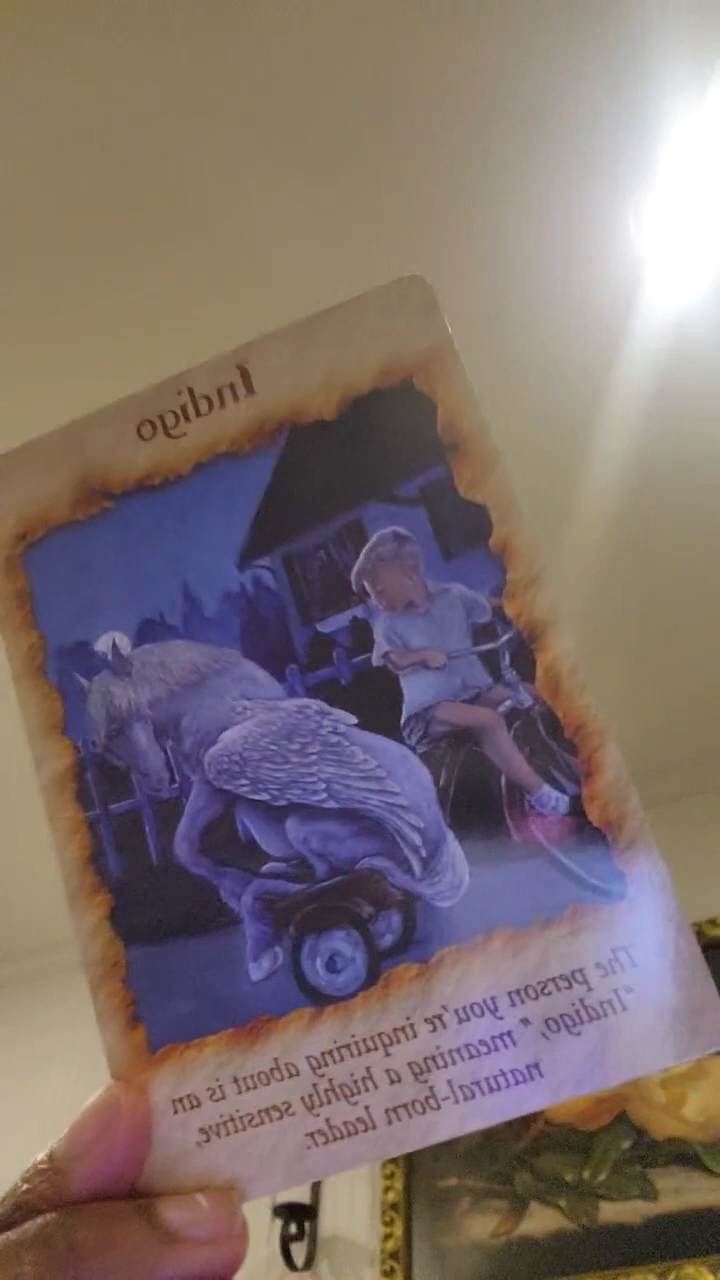 Indigo
The person you're inquiring about is an
"Indigo," meaning a highly sensitive,
natural-born leader.